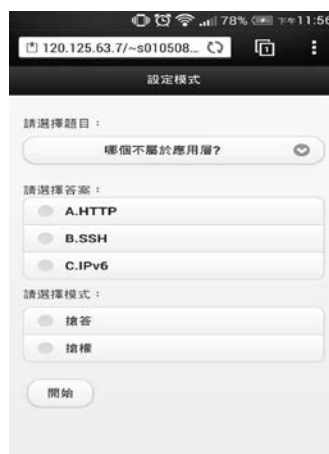 78% 下午11:56
120.125.63.7/~s010508...
1
設定模式
請選擇題目：
哪個不屬於應用層?
請選擇答案：
A.HTTP
B.SSH
C.IPv6
請選擇模式：
搶答
搶權
開始